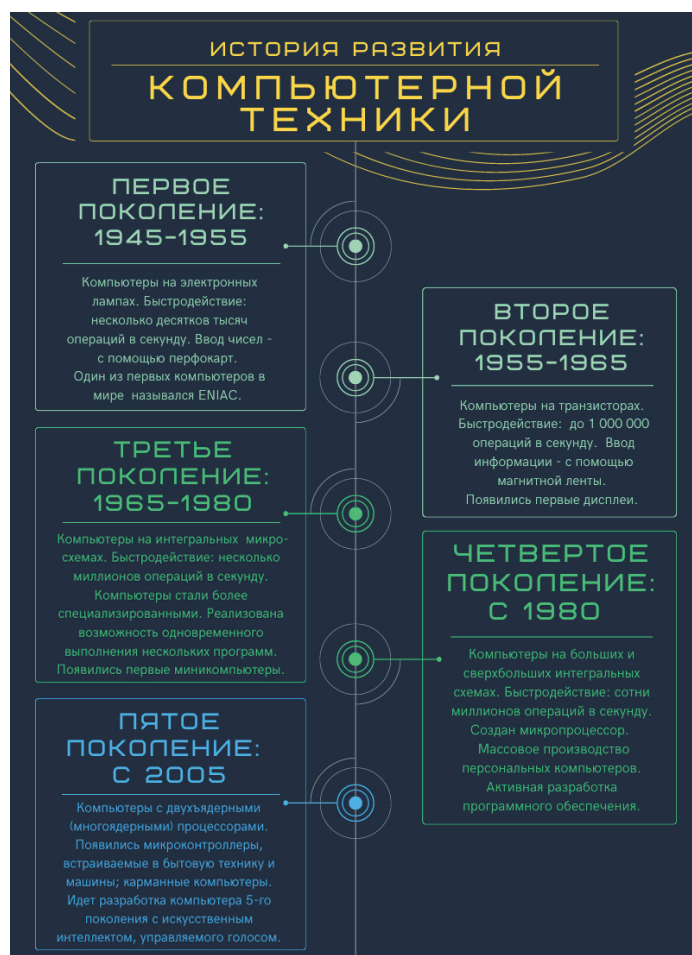 ИСТОРИЯ РАЗВИТИЯ
КОМПЬЮТЕРНОЙ
ТЕХНИКИ
ПЕРВОЕ
ПОКОЛЕНИЕ:
1945-1955
Компьютеры на электронных
лампах. Быстродействие:
несколько десятков тысяч
операций в секунду. Ввод чисел -
с помощью перфокарт.
Один из первых компьютеров в
мире назывался ENIAC.
ВТОРОЕ
ПОКОЛЕНИЕ:
1955-1965
Компьютеры на транзисторах.
Быстродействие: до 1 000 000
операций в секунду. Ввод
информации - с помощью
магнитной ленты.
Появились первые дисплеи.
ТРЕТЬЕ
ПОКОЛЕНИЕ:
1965-1980
Компьютеры на интегральных микро-
схемах. Быстродействие: несколько
миллионов операций в секунду.
Компьютеры стали более
специализированными. Реализована
возможность одновременного
выполнения нескольких программ.
Появились первые миникомпьютеры.
ЧЕТВЕРТОЕ
ПОКОЛЕНИЕ:
С 1980
Компьютеры на больших и
сверхбольших интегральных
схемах. Быстродействие: сотни
миллионов операций в секунду.
Создан микропроцессор.
Массовое производство
персональных компьютеров.
Активная разработка
программного обеспечения.
ПЯТОЕ
ПОКОЛЕНИЕ:
С 2005
Компьютеры с двухъядерными
(многоядерными) процессорами.
Появились микроконтроллеры,
встраиваемые в бытовую технику и
машины; карманные компьютеры.
Идет разработка компьютера 5-го
поколения с искусственным
интеллектом, управляемого голосом.